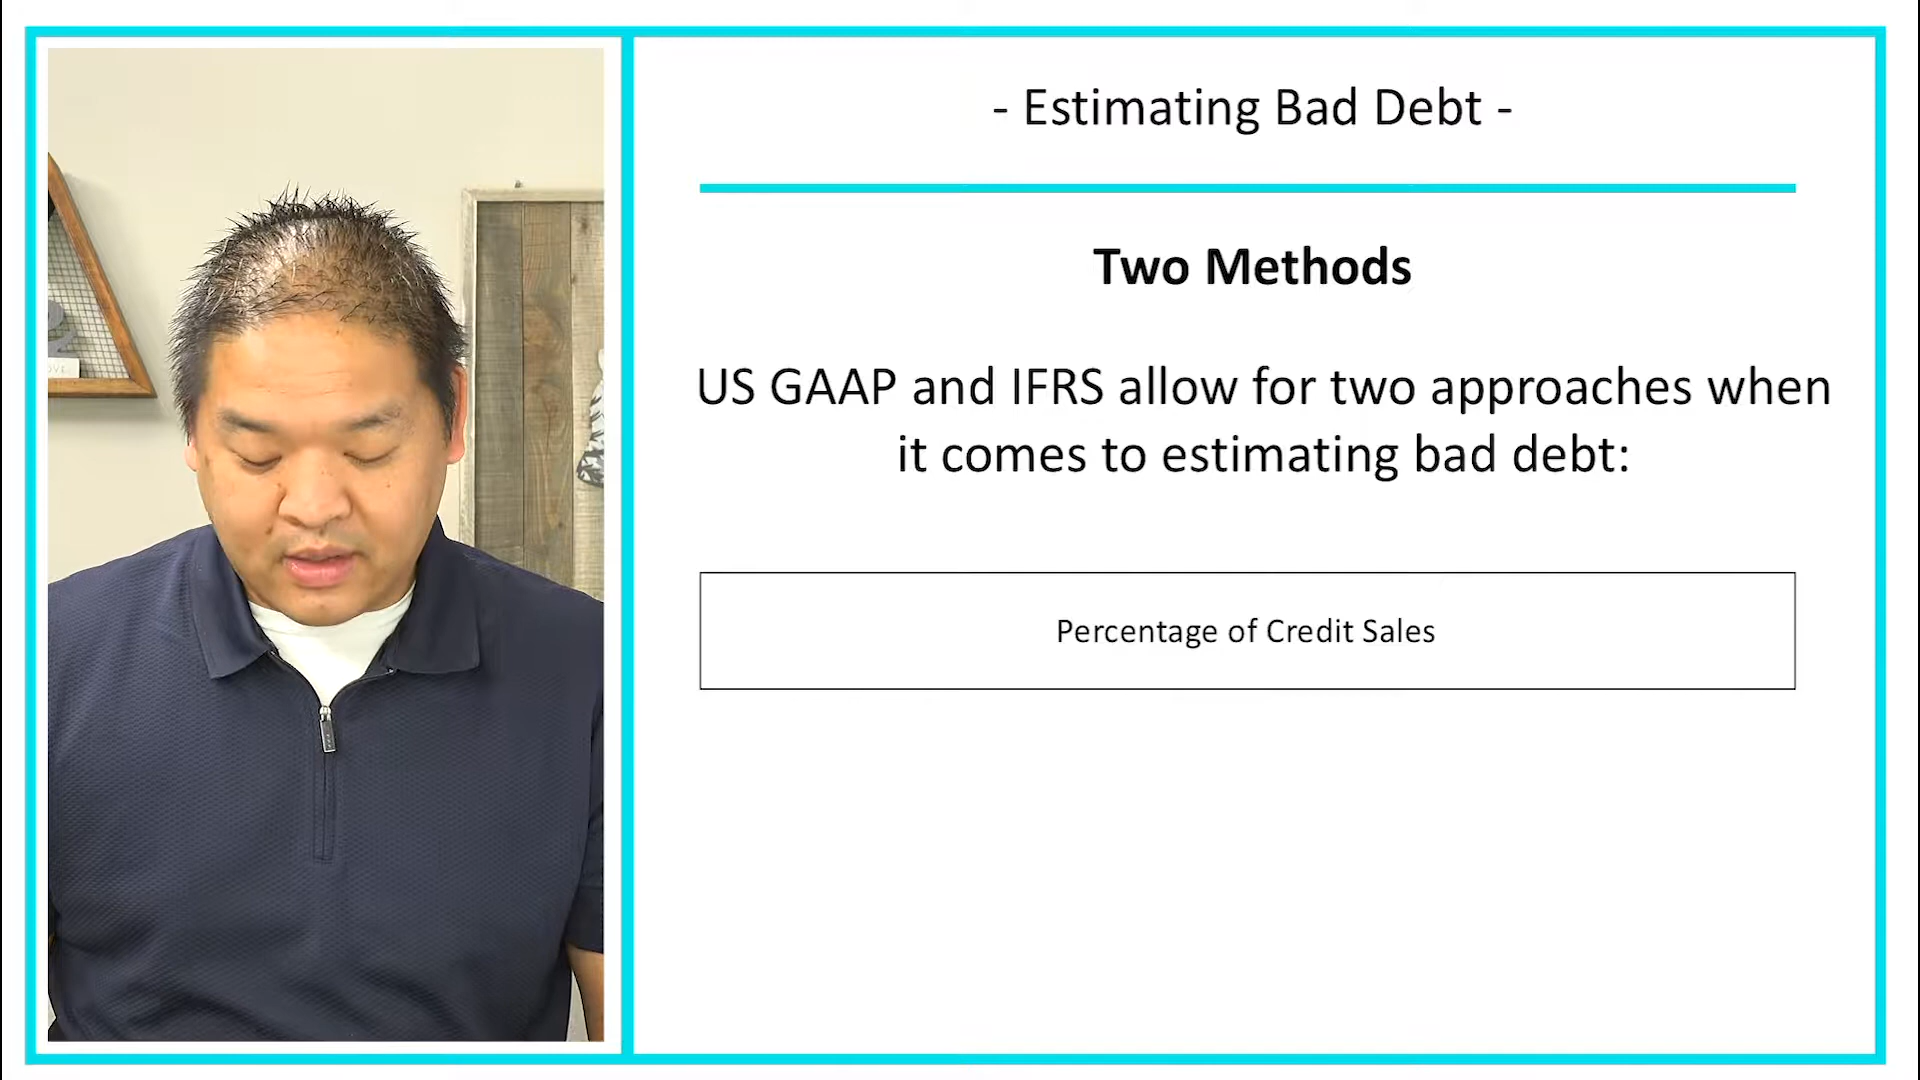 - Estimating Bad Debt -
Two Methods
US GAAP and IFRS allow for two approaches when
it comes to estimating bad debt:
Percentage of Credit Sales